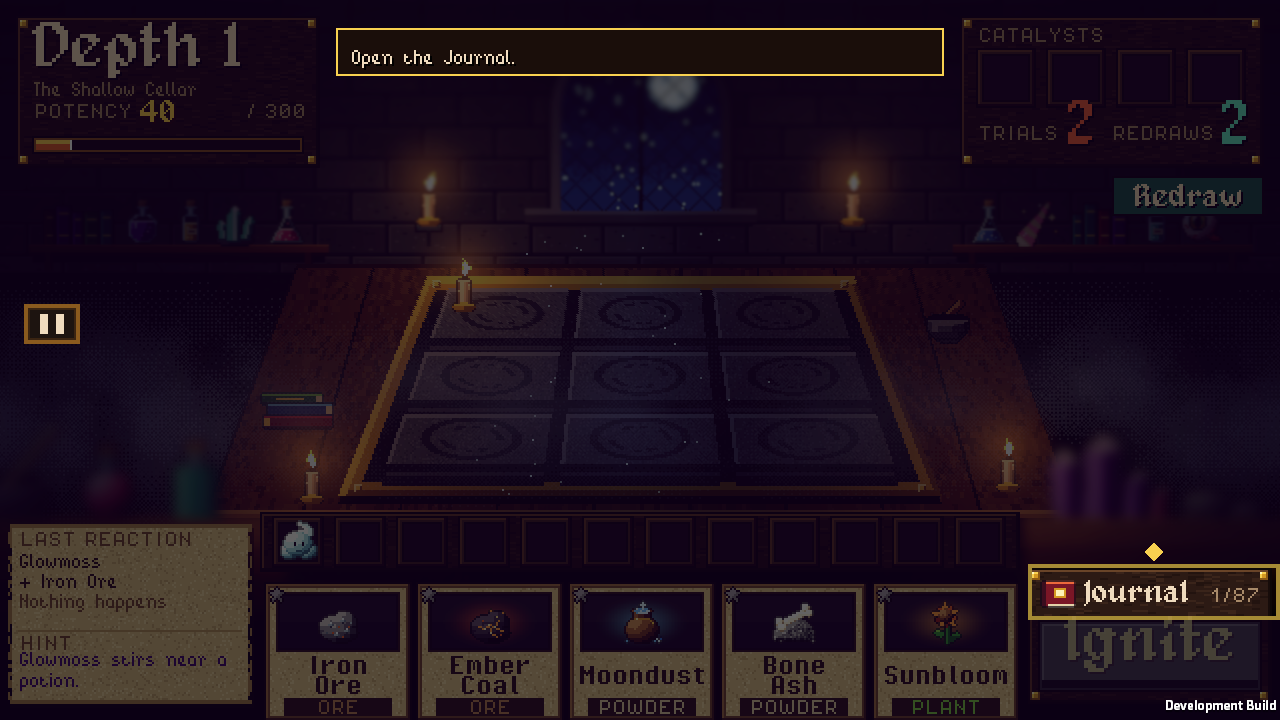 Depth 1
The Shallow Cellar
POTENCY 40 / 300
Open the Journal.
CATALYSTS
TRIALS 2 REDRAWS 2
Redraw
LAST REACTION
Glowmoss
+ Iron Ore
Nothing happens
HINT
Glowmoss stirs near a
potion.
Iron
Ore
ORE
Ember
Coal
ORE
Moondust
POWDER
Bone
Ash
POWDER
Sunbloom
PLANT
Journal 1/87
Ignite
Development Build